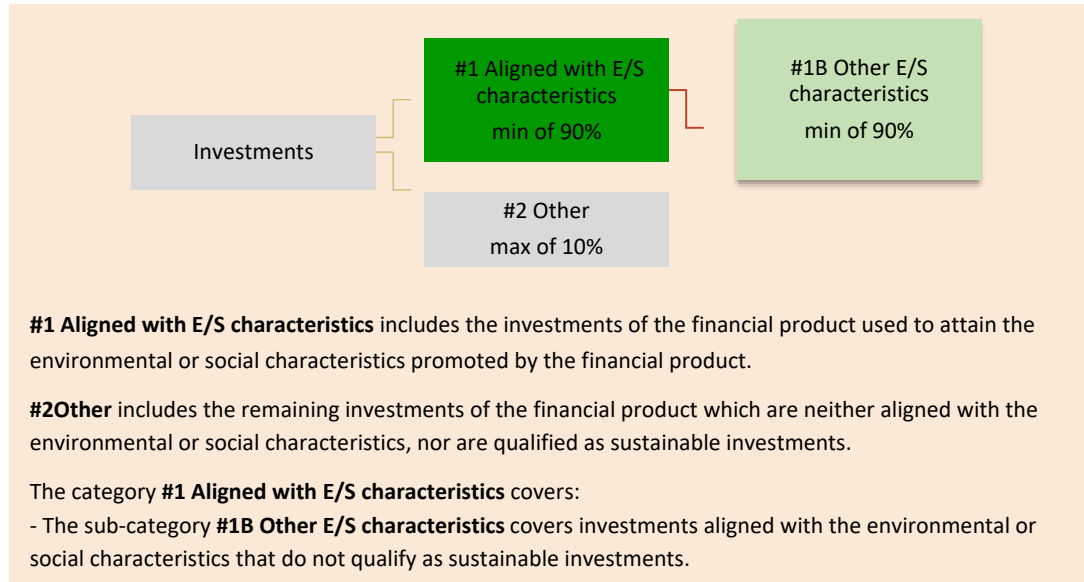 #1 Aligned with E/S
characteristics
min of 90%
#1B Other E/S
characteristics
min of 90%
Investments
#2 Other
max of 10%
#1 Aligned with E/S characteristics includes the investments of the financial product used to attain the
environmental or social characteristics promoted by the financial product.
#2Other includes the remaining investments of the financial product which are neither aligned with the
environmental or social characteristics, nor are qualified as sustainable investments.
The category #1 Aligned with E/S characteristics covers:
- The sub-category #1B Other E/S characteristics covers investments aligned with the environmental or
social characteristics that do not qualify as sustainable investments.